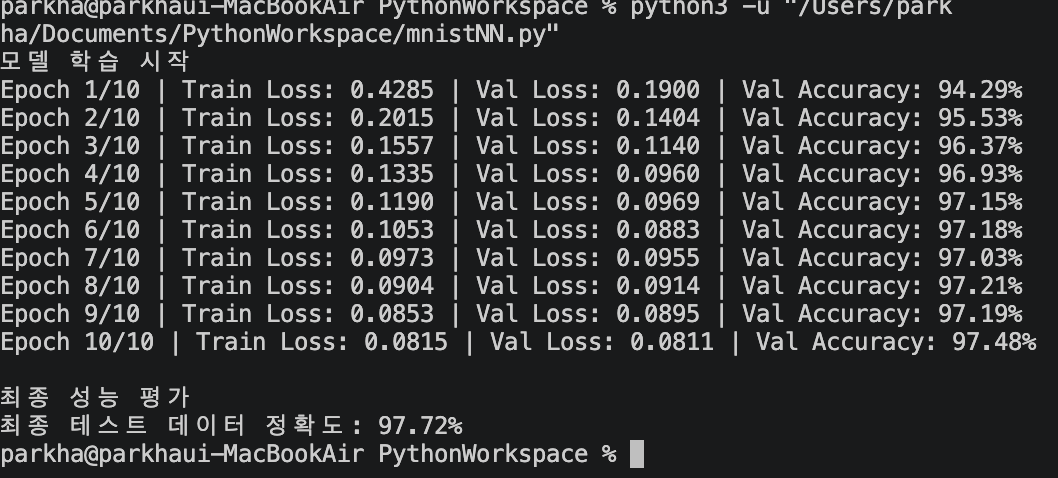 parkha@parkhaui-MacBookAir PythonWorkspace % python3 -u "/Users/park
ha/Documents/PythonWorkspace/mnistNN.py"
모델 학습 시작
Epoch 1/10 | Train Loss: 0.4285 | Val Loss: 0.1900 | Val Accuracy: 94.29%
Epoch 2/10 | Train Loss: 0.2015 | Val Loss: 0.1404 | Val Accuracy: 95.53%
Epoch 3/10 | Train Loss: 0.1557 | Val Loss: 0.1140 | Val Accuracy: 96.37%
Epoch 4/10 | Train Loss: 0.1335 | Val Loss: 0.0960 | Val Accuracy: 96.93%
Epoch 5/10 | Train Loss: 0.1190 | Val Loss: 0.0969 | Val Accuracy: 97.15%
Epoch 6/10 | Train Loss: 0.1053 | Val Loss: 0.0883 | Val Accuracy: 97.18%
Epoch 7/10 | Train Loss: 0.0973 | Val Loss: 0.0955 | Val Accuracy: 97.03%
Epoch 8/10 | Train Loss: 0.0904 | Val Loss: 0.0914 | Val Accuracy: 97.21%
Epoch 9/10 | Train Loss: 0.0853 | Val Loss: 0.0895 | Val Accuracy: 97.19%
Epoch 10/10 | Train Loss: 0.0815 | Val Loss: 0.0811 | Val Accuracy: 97.48%
최종 성능 평가
최종 테스트 데이터 정확도: 97.72%
parkha@parkhaui-MacBookAir PythonWorkspace %